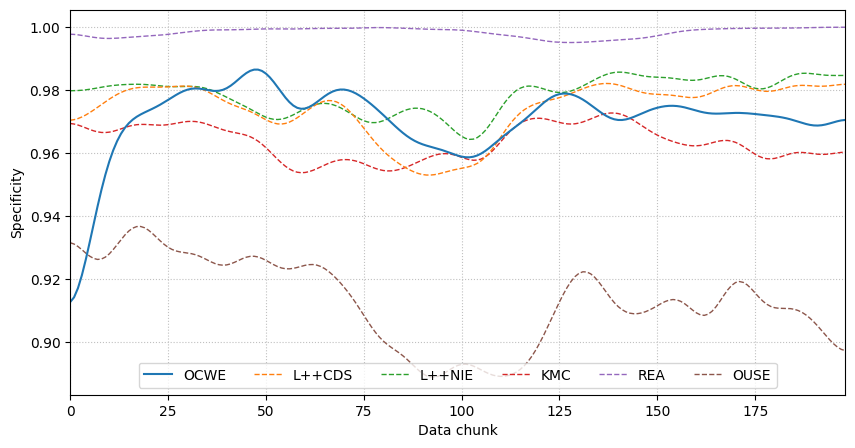 1.00
0.98
0.96
0.94
0.92
0.90
Specificity
OCWE L++CDS L++NIE KMC REA OUSE
0 25 50 75 100 125 150 175
Data chunk